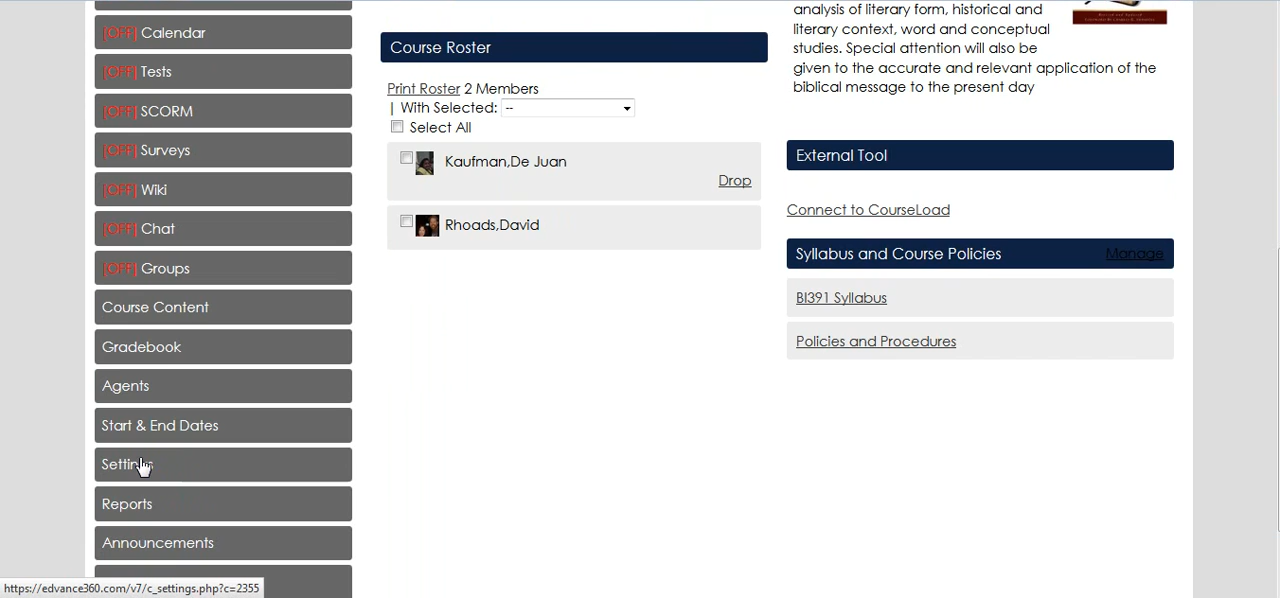 [OFF] Calendar
[OFF] Tests
[OFF] SCORM
[OFF] Surveys
[OFF] Wiki
[OFF] Chat
[OFF] Groups
Course Content
Gradebook
Agents
Start & End Dates
Settings
Reports
Announcements
https://edvance360.com/v7/c_settings.php?c=2355
Course Roster
Print Roster 2 Members
| With Selected: --
Select All
Kaufman,De Juan
Drop
Rhoads,David
analysis of literary form, historical and
literary context, word and conceptual
studies. Special attention will also be
given to the accurate and relevant application of the
biblical message to the present day
External Tool
Connect to CourseLoad
Syllabus and Course Policies Manage
BI391 Syllabus
Policies and Procedures